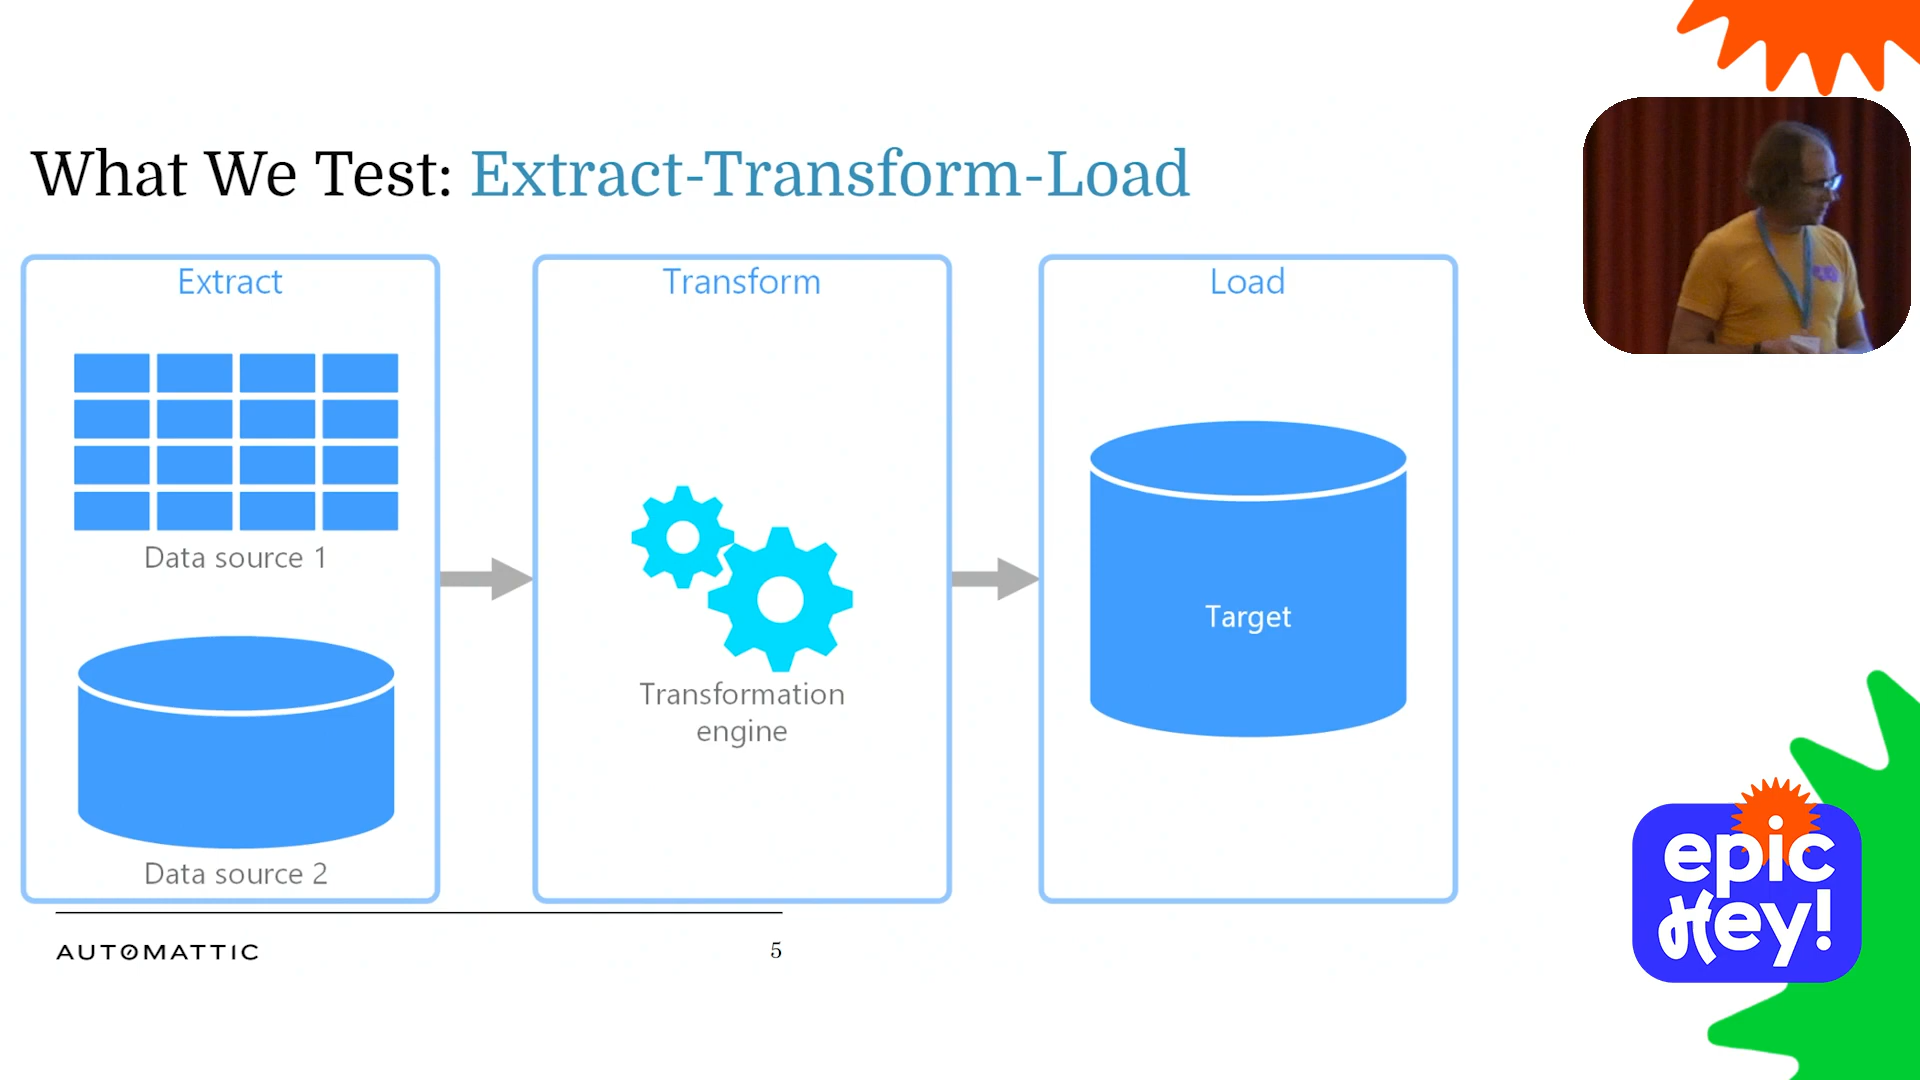 What We Test: Extract-Transform-Load
Extract
Data source 1
Data source 2
Transform
Transformation
engine
Load
Target
AUTOMATTIC
5
epic
Hey!